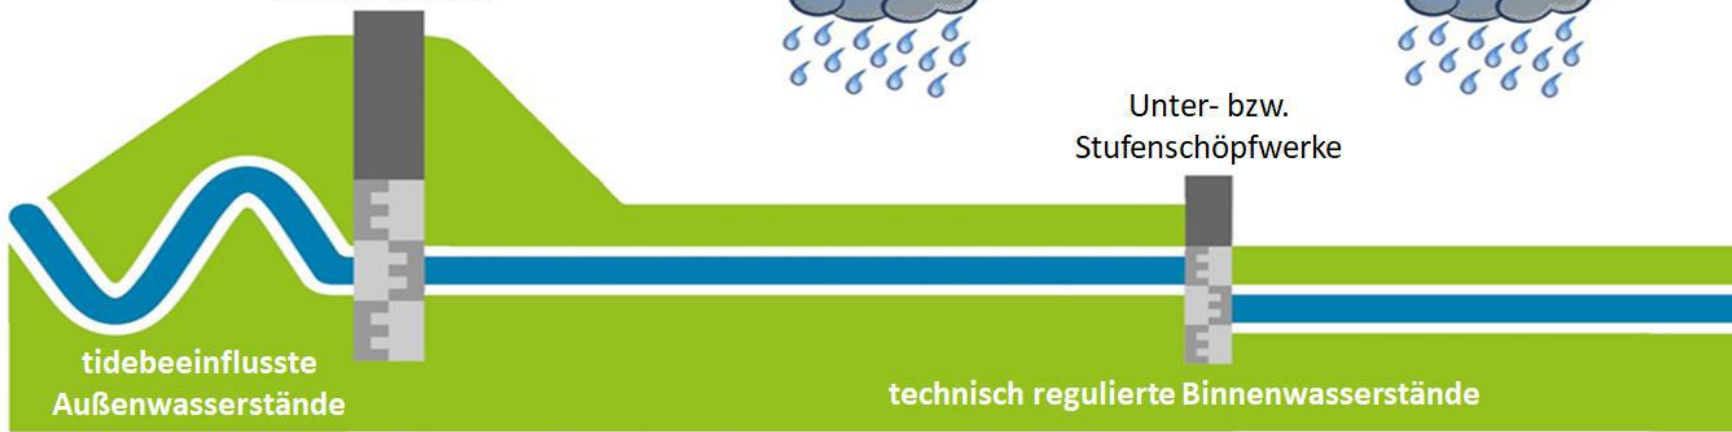 Unter- bzw.
Stufenschöpfwerke
tidebeeinflusste
Außenwasserstände
technisch regulierte Binnenwasserstände